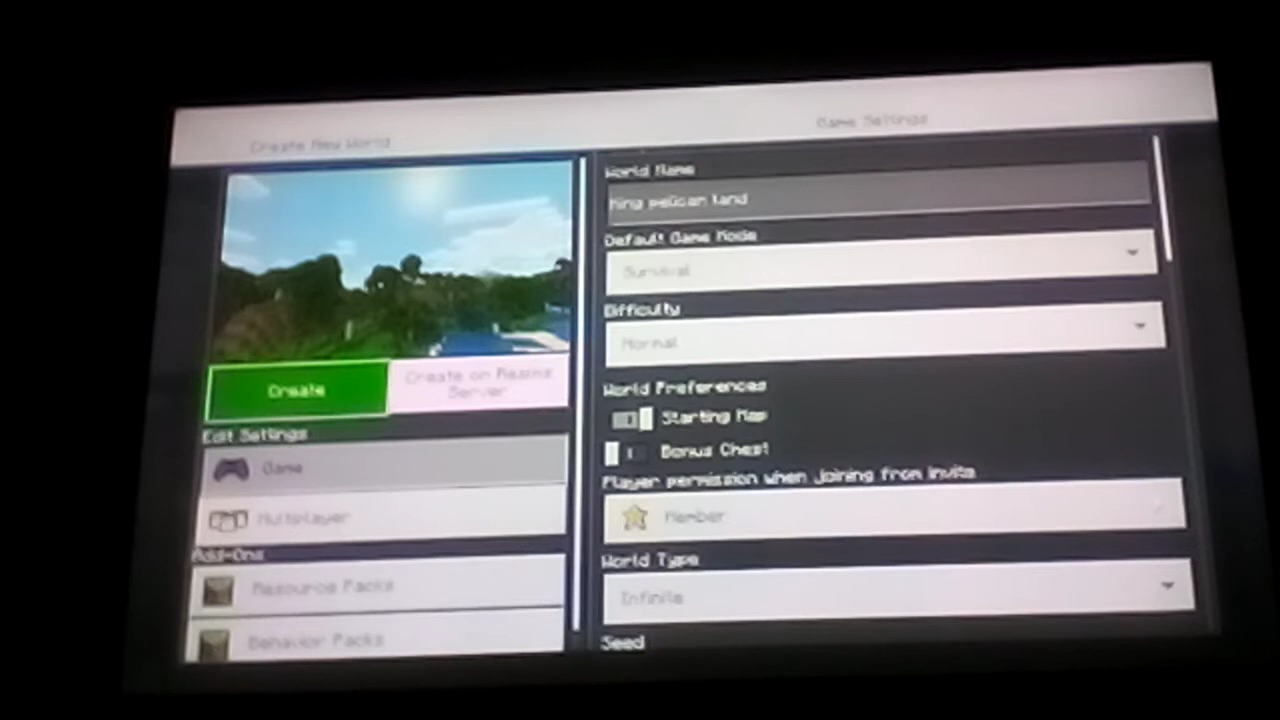 Create New World
Game Settings
World Name
king pelican land
Default Game Mode
Survival
Difficulty
Normal
World Preferences
Starting Map
Bonus Chest
Player permission when joining from invite
Member
World Type
Infinite
Seed
Create
Create on Realms
Server
Edit Settings
Game
Multiplayer
Add-Ons
Resource Packs
Behavior Packs